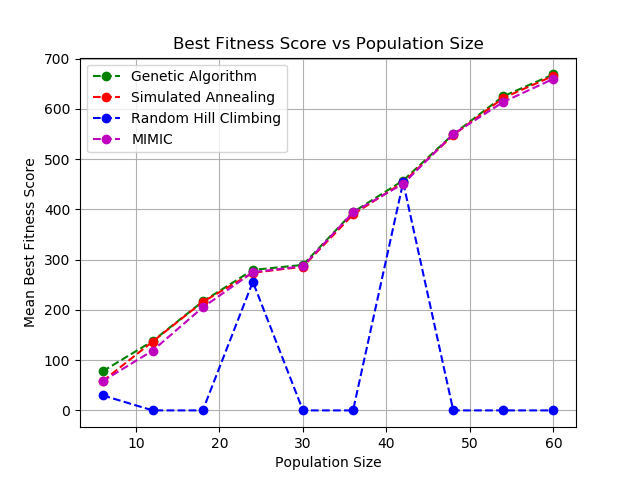 Best Fitness Score vs Population Size
Genetic Algorithm
Simulated Annealing
Random Hill Climbing
MIMIC
Mean Best Fitness Score
700
600
500
400
300
200
100
0
10 20 30 40 50 60
Population Size